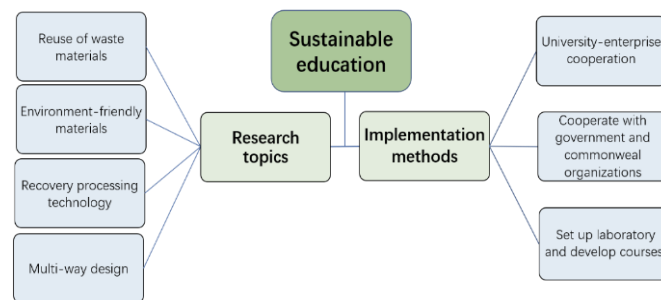 Sustainable
education
Reuse of waste
materials
Environment-friendly
materials
Recovery processing
technology
Multi-way design
Research
topics
Implementation
methods
University-enterprise
cooperation
Cooperate with
government and
commonweal
organizations
Set up laboratory
and develop courses